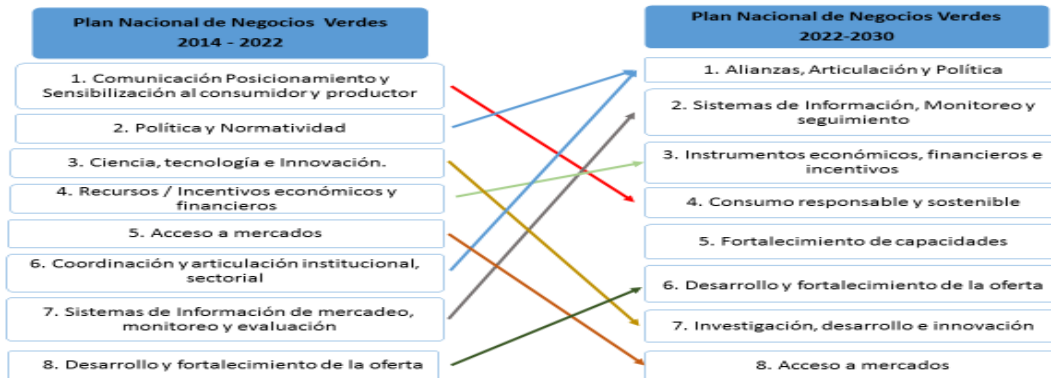 Plan Nacional de Negocios Verdes
2014 - 2022
1. Comunicación Posicionamiento y
Sensibilización al consumidor y productor
2. Política y Normatividad
3. Ciencia, tecnología e Innovación.
4. Recursos / Incentivos económicos y
financieros
5. Acceso a mercados
6. Coordinación y articulación institucional,
sectorial
7. Sistemas de Información de mercadeo,
monitoreo y evaluación
8. Desarrollo y fortalecimiento de la oferta
Plan Nacional de Negocios Verdes
2022-2030
1. Alianzas, Articulación y Política
2. Sistemas de Información, Monitoreo y
seguimiento
3. Instrumentos económicos, financieros e
incentivos
4. Consumo responsable y sostenible
5. Fortalecimiento de capacidades
6. Desarrollo y fortalecimiento de la oferta
7. Investigación, desarrollo e innovación
8. Acceso a mercados